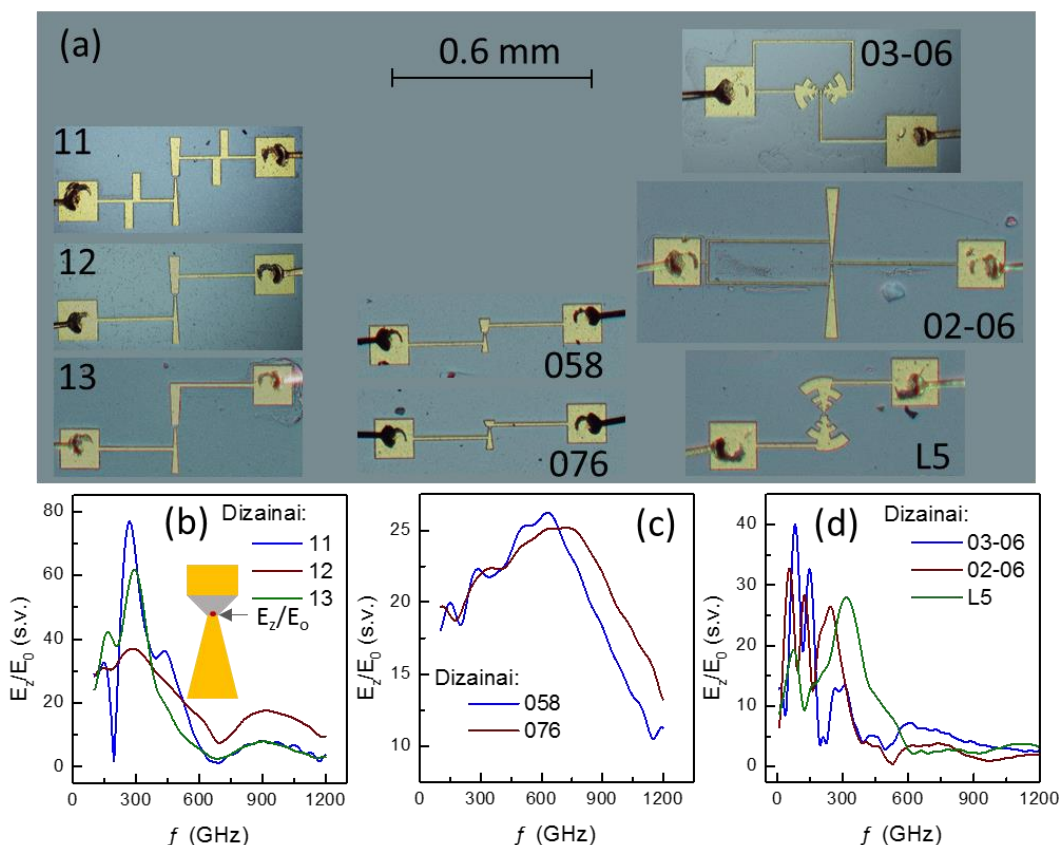 (a)
0.6 mm
03-06
11
12
02-06
13
058
076
L5
(b)
Dizainai:
11
12
13
E_z/E_o
E_z/E_0 (s.v.)
80
60
40
20
0
0 300 600 900 1200
f (GHz)
(c)
Dizainai:
058
076
E_z/E_0 (s.v.)
25
20
15
10
0 300 600 900 1200
f (GHz)
(d)
Dizainai:
03-06
02-06
L5
E_z/E_0 (s.v.)
40
30
20
10
0
0 300 600 900 1200
f (GHz)